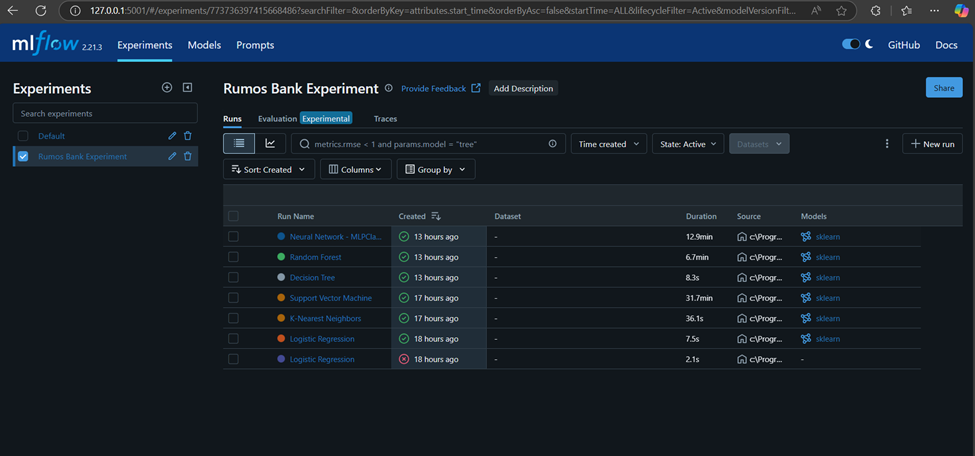 127.0.0.1:5001/#/experiments/773736397415668486?searchFilter=&orderByKey=attributes.start_time&orderByAsc=false&startTime=ALL&lifecycleFilter=Active&modelVersionFilt...
mlflow 2.21.3 Experiments Models Prompts GitHub Docs
Experiments
Search experiments
Default
Rumos Bank Experiment
Rumos Bank Experiment Provide Feedback Add Description Share
Runs Evaluation Experimental Traces
metrics.rmse < 1 and params.model = "tree" Time created State: Active Datasets New run
Sort: Created Columns Group by
Run Name Created Dataset Duration Source Models
Neural Network - MLPCla... 13 hours ago - 12.9min c:\Progr... sklearn
Random Forest 13 hours ago - 6.7min c:\Progr... sklearn
Decision Tree 13 hours ago - 8.3s c:\Progr... sklearn
Support Vector Machine 17 hours ago - 31.7min c:\Progr... sklearn
K-Nearest Neighbors 17 hours ago - 36.1s c:\Progr... sklearn
Logistic Regression 18 hours ago - 7.5s c:\Progr... sklearn
Logistic Regression 18 hours ago - 2.1s c:\Progr... -